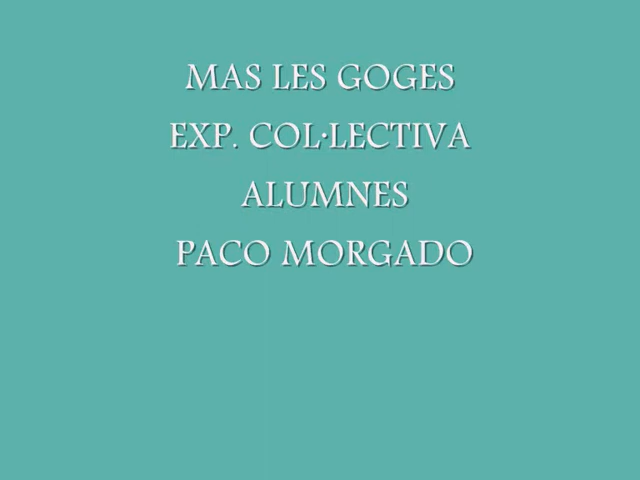 MAS LES GOGES
EXP. COL·LECTIVA
ALUMNES
PACO MORGADO